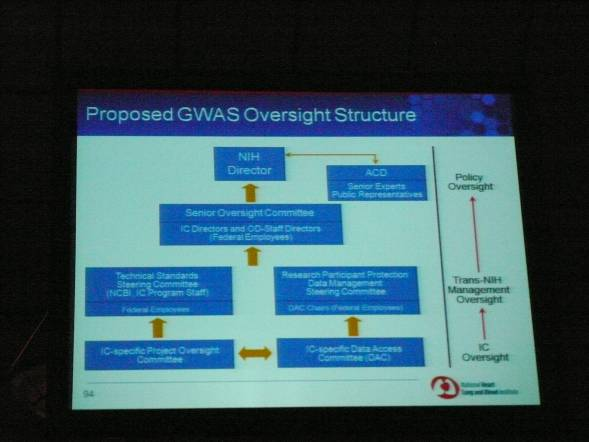 Proposed GWAS Oversight Structure
NIH
Director
ACD
Senior Experts
Public Representatives
Policy
Oversight
Senior Oversight Committee
IC Directors and OD-Staff Directors
(Federal Employees)
Technical Standards
Steering Committee
(NCBI, IC Program Staff)
Federal Employees
Research Participant Protection
Data Management
Steering Committee
DAC Chairs (Federal Employees)
Trans-NIH
Management
Oversight
IC-specific Project Oversight
Committee
IC-specific Data Access
Committee (DAC)
IC
Oversight
94
National Heart
Lung and Blood Institute